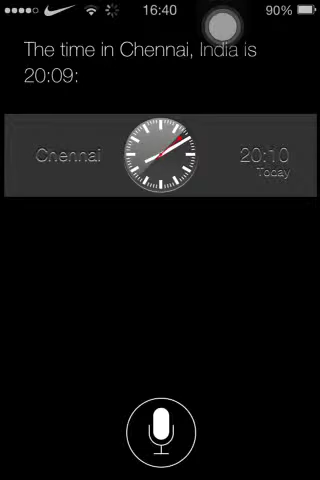 16:40
90%
The time in Chennai, India is
20:09:
Chennai
20:10
Today